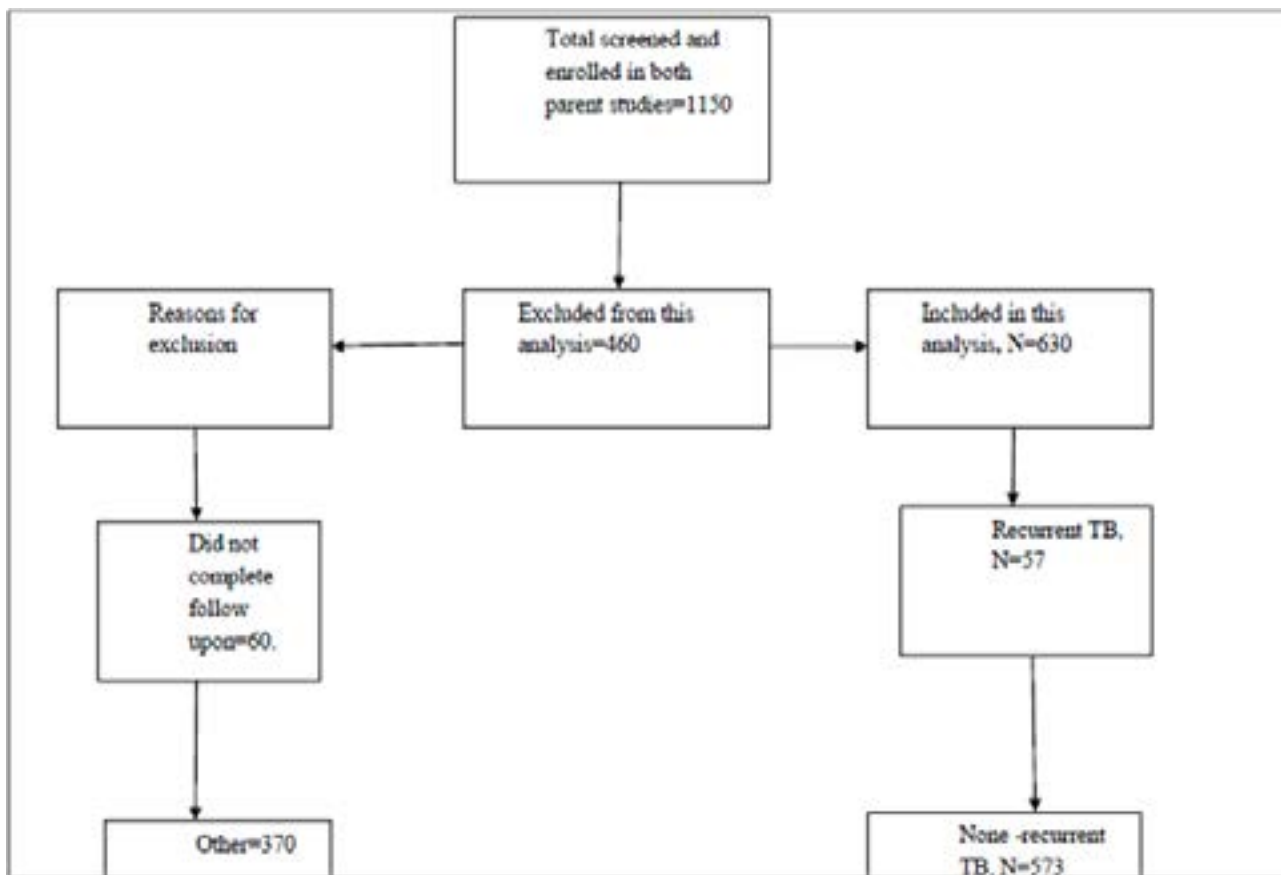 Total screened and
enrolled in both
parent studies=1150
Reasons for
exclusion
Excluded from this
analysis=460
Included in this
analysis, N=630
Did not
complete
follow
upon=60.
Recurrent TB,
N=57
Other=370
None -recurrent
TB, N=573